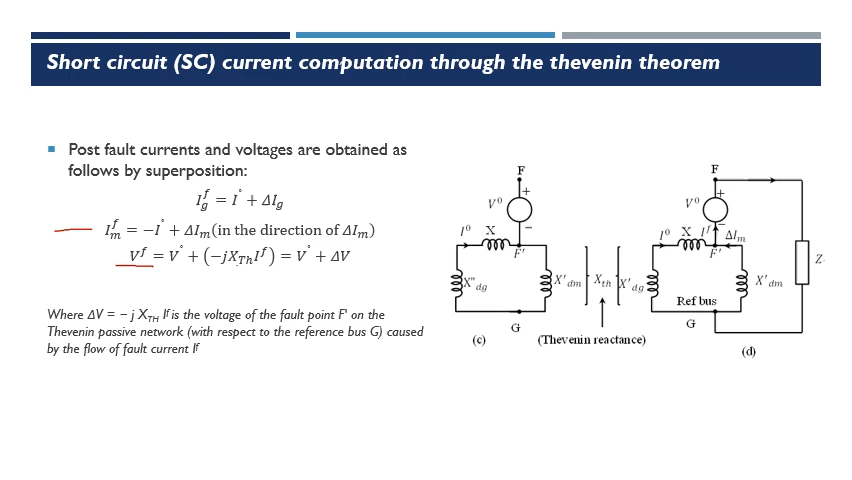 Short circuit (SC) current computation through the thevenin theorem
Post fault currents and voltages are obtained as
follows by superposition:
I_g^f = I^° + ΔI_g
I_m^f = −I^° + ΔI_m(in the direction of ΔI_m)
V^f = V^° + (−jX_Th I^f) = V^° + ΔV
Where ΔV = − j X_TH If is the voltage of the fault point F' on the
Thevenin passive network (with respect to the reference bus G) caused
by the flow of fault current If
F
V⁰
+
−
I⁰
X
F'
X''_dg
X'_dm
G
(c)
X_th
(Thevenin reactance)
X'_dg
F
V⁰
+
−
I⁰
X
I^f
ΔI_m
F'
X'_dm
Z
Ref bus
G
(d)